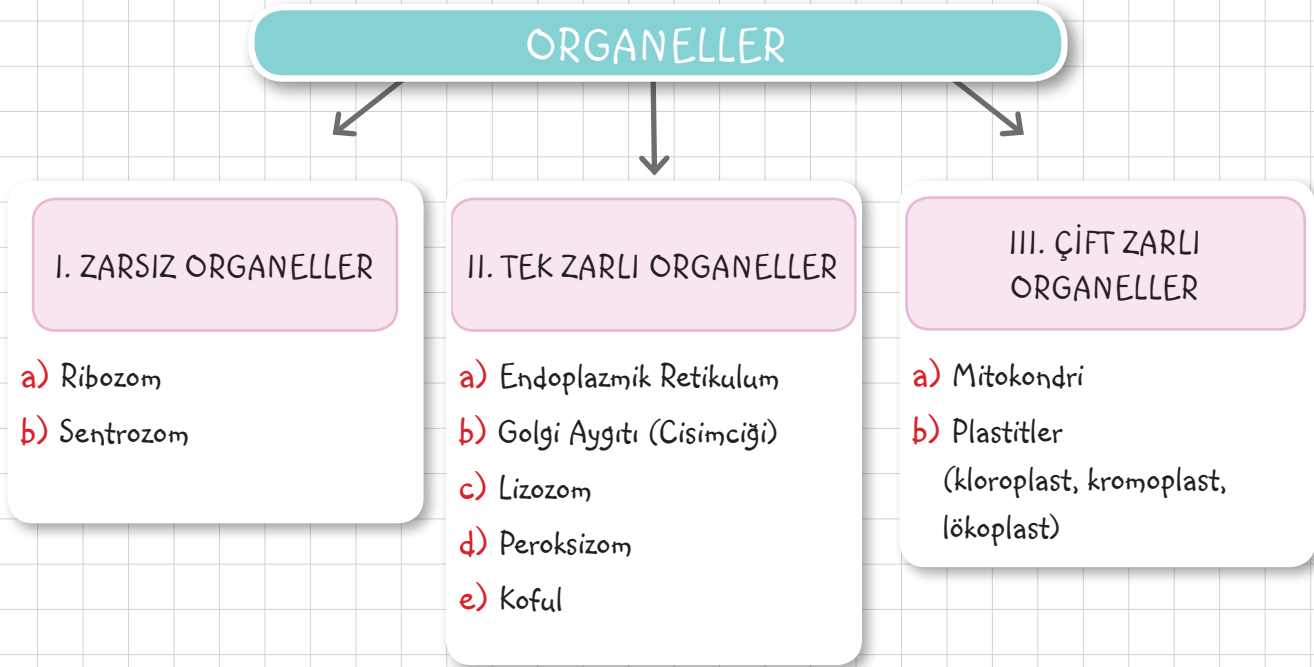 ORGANELLER
I. ZARSIZ ORGANELLER
a) Ribozom
b) Sentrozom
II. TEK ZARLI ORGANELLER
a) Endoplazmik Retikulum
b) Golgi Aygıtı (Cisimciği)
c) Lizozom
d) Peroksizom
e) Koful
III. ÇİFT ZARLI
ORGANELLER
a) Mitokondri
b) Plastitler
(kloroplast, kromoplast,
lökoplast)